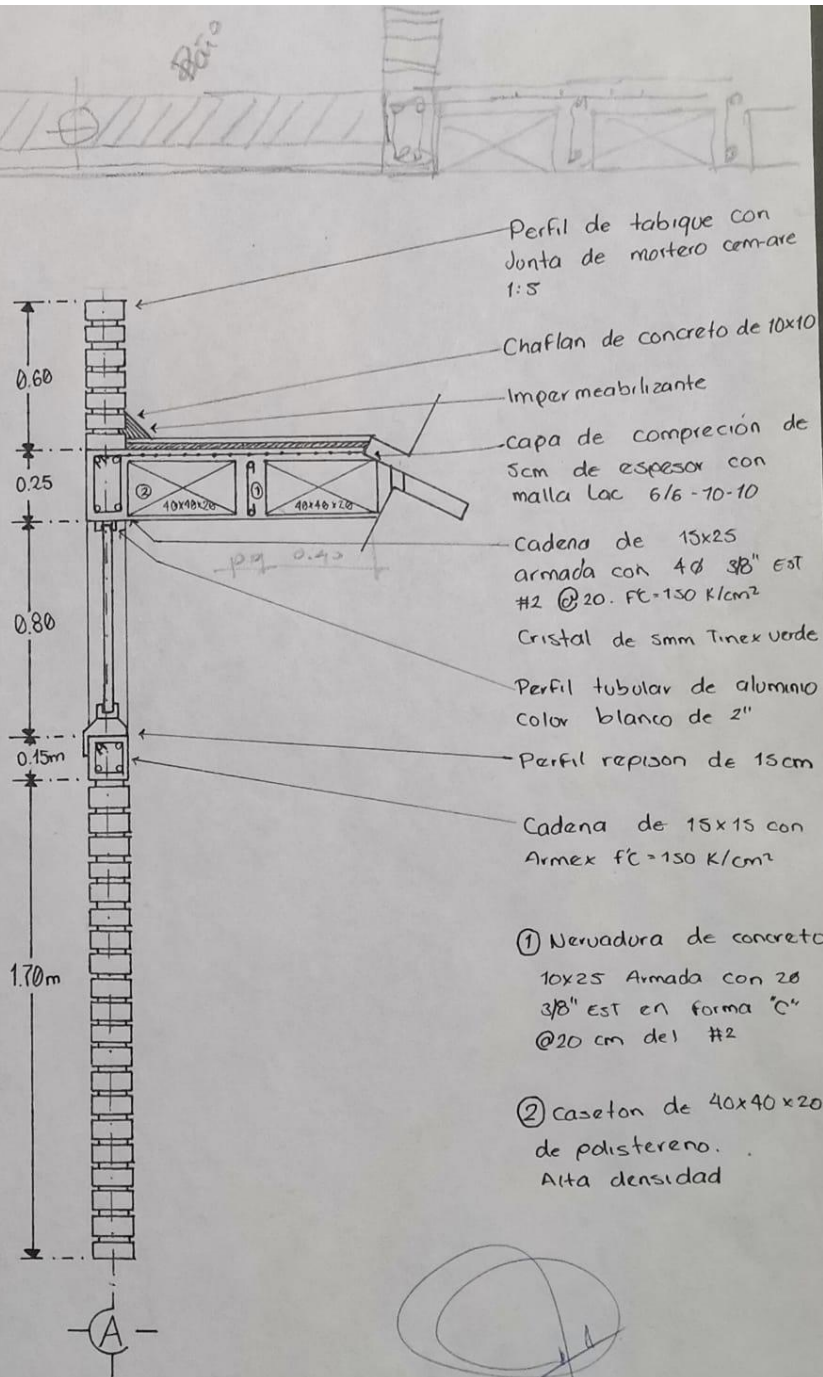 Baño
Perfil de tabique con
Junta de mortero cem-are
1:5
Chaflan de concreto de 10x10
Impermeabilizante
capa de compreción de
5cm de espesor con
malla Lac 6/6-10-10
Cadena de 15x25
armada con 4Ø 3/8" EST
#2 @ 20. F'C=150 K/cm²
Cristal de 5mm Tinex verde
Perfil tubular de aluminio
color blanco de 2"
Perfil repison de 15cm
Cadena de 15x15 con
Armex f'c=150 K/cm²
① Nervadura de concreto
10x25 Armada con 2Ø
3/8" EST en forma "C"
@20 cm del #2
② caseton de 40x40x20
de polistereno.
Alta densidad
0.60
0.25
0.80
0.15m
1.70m
② 40x40x20
① 40x40x20
A